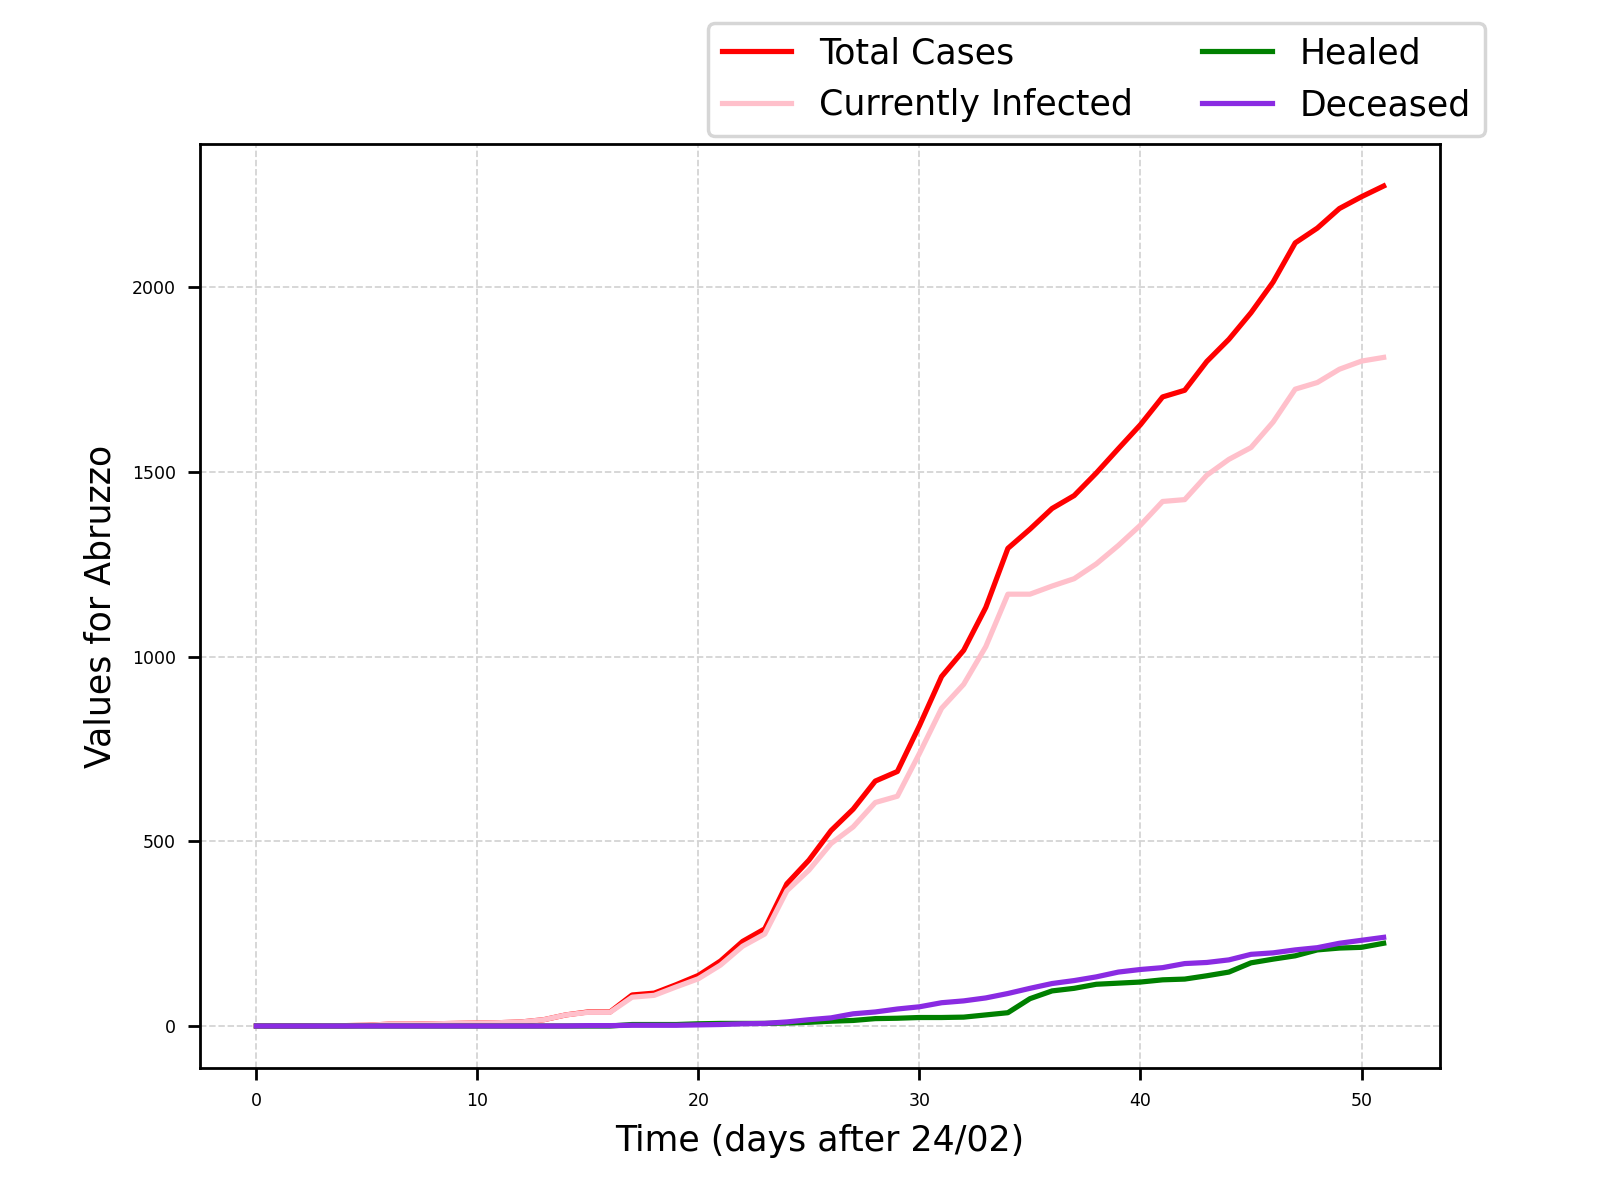 Total Cases
Currently Infected
Healed
Deceased
Values for Abruzzo
2000
1500
1000
500
0
0 10 20 30 40 50
Time (days after 24/02)